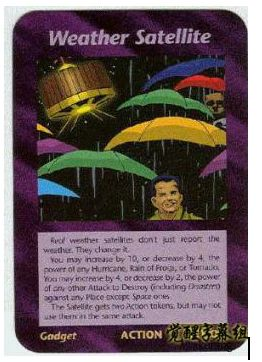 Weather Satellite
Real weather satellites don't just report the
weather. They change it.
You may increase by 10, or decrease by 4, the
power of any Hurricane, Rain of Frogs, or Tornado.
You may increase by 4, or decrease by 2, the power
of any other Attack to Destroy (including Disasters)
against any Place except Space ones.
The Satellite gets two Action tokens, but may not
use them in the same attack.
Gadget ACTION 覚醒字幕組